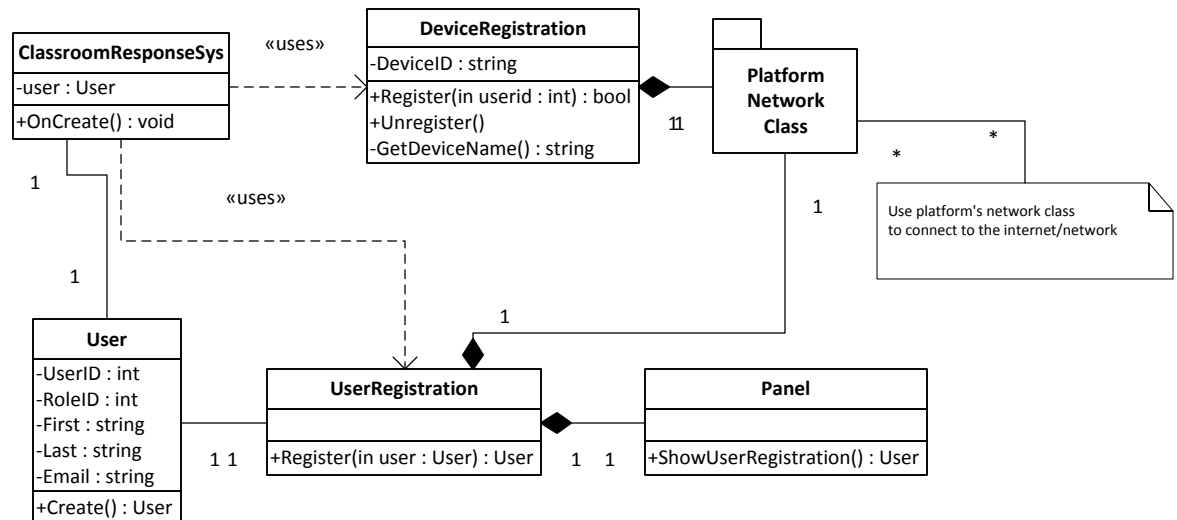 ClassroomResponseSys
-user : User
+OnCreate() : void
«uses»
DeviceRegistration
-DeviceID : string
+Register(in userid : int) : bool
+Unregister()
-GetDeviceName() : string
11
Platform
Network
Class
*
*
Use platform's network class
to connect to the internet/network
1
«uses»
1
1
1
User
-UserID : int
-RoleID : int
-First : string
-Last : string
-Email : string
+Create() : User
1 1
UserRegistration
+Register(in user : User) : User
1 1
Panel
+ShowUserRegistration() : User